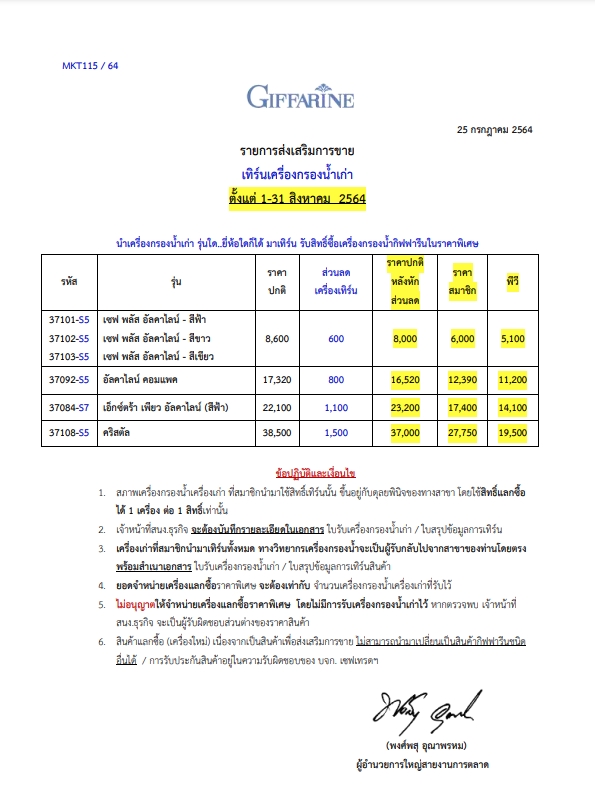 MKT115 / 64
GIFFARINE
25 กรกฎาคม 2564
รายการส่งเสริมการขาย
เทิร์นเครื่องกรองน้ำเก่า
ตั้งแต่ 1-31 สิงหาคม 2564
นำเครื่องกรองน้ำเก่า รุ่นใด..ยี่ห้อใดก็ได้ มาเทิร์น รับสิทธิ์ซื้อเครื่องกรองน้ำกิฟฟารีนในราคาพิเศษ
รหัส รุ่น ราคาปกติ ส่วนลดเครื่องเทิร์น ราคาปกติหลังหักส่วนลด ราคาสมาชิก พีวี
37101-S5 เซฟ พลัส อัลคาไลน์ - สีฟ้า
37102-S5 เซฟ พลัส อัลคาไลน์ - สีขาว 8,600 600 8,000 6,000 5,100
37103-S5 เซฟ พลัส อัลคาไลน์ - สีเขียว
37092-S5 อัลคาไลน์ คอมแพค 17,320 800 16,520 12,390 11,200
37084-S7 เอ็กซ์ตร้า เพียว อัลคาไลน์ (สีฟ้า) 22,100 1,100 23,200 17,400 14,100
37108-S5 คริสตัล 38,500 1,500 37,000 27,750 19,500
ข้อปฏิบัติและเงื่อนไข
1. สภาพเครื่องกรองน้ำเครื่องเก่า ที่สมาชิกนำมาใช้สิทธิ์เทิร์นนั้น ขึ้นอยู่กับดุลยพินิจของทางสาขา โดยใช้สิทธิ์แลกซื้อ
ได้ 1 เครื่อง ต่อ 1 สิทธิ์เท่านั้น
2. เจ้าหน้าที่สนง.ธุรกิจ จะต้องบันทึกรายละเอียดในเอกสาร ใบรับเครื่องกรองน้ำเก่า / ใบสรุปข้อมูลการเทิร์น
3. เครื่องเก่าที่สมาชิกนำมาเทิร์นทั้งหมด ทางวิทยากรเครื่องกรองน้ำจะเป็นผู้รับกลับไปจากสาขาของท่านโดยตรง
พร้อมสำเนาเอกสาร ใบรับเครื่องกรองน้ำเก่า / ใบสรุปข้อมูลการเทิร์นสินค้า
4. ยอดจำหน่ายเครื่องแลกซื้อราคาพิเศษ จะต้องเท่ากับ จำนวนเครื่องกรองน้ำเครื่องเก่าที่รับไว้
5. ไม่อนุญาตให้จำหน่ายเครื่องแลกซื้อราคาพิเศษ โดยไม่มีการรับเครื่องกรองน้ำเก่าไว้ หากตรวจพบ เจ้าหน้าที่
สนง.ธุรกิจ จะเป็นผู้รับผิดชอบส่วนต่างของราคาสินค้า
6. สินค้าแลกซื้อ (เครื่องใหม่) เนื่องจากเป็นสินค้าเพื่อส่งเสริมการขาย ไม่สามารถนำมาเปลี่ยนเป็นสินค้ากิฟฟารีนชนิด
อื่นได้ / การรับประกันสินค้าอยู่ในความรับผิดชอบของ บจก. เซฟเทรดฯ
(พงศ์พสุ อุณาพรหม)
ผู้อำนวยการใหญ่สายงานการตลาด